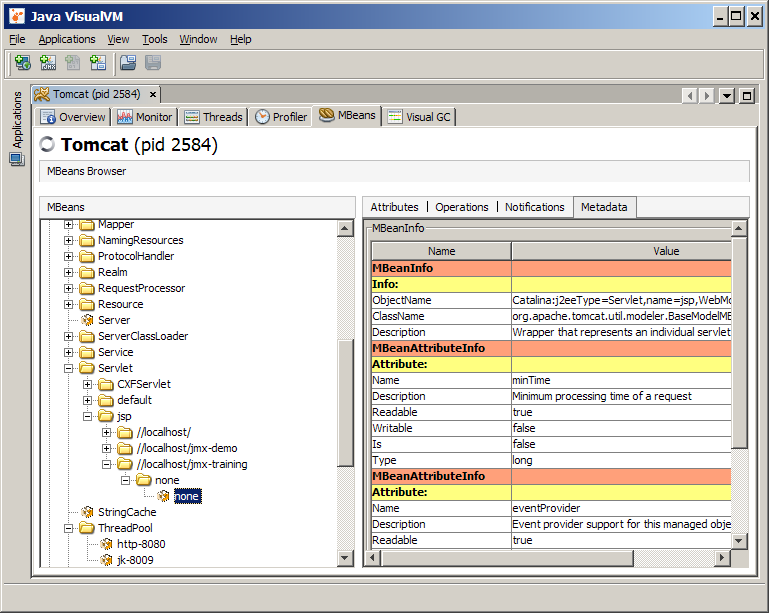 Java VisualVM
File Applications View Tools Window Help
Applications
Tomcat (pid 2584)
Overview Monitor Threads Profiler MBeans Visual GC
Tomcat (pid 2584)
MBeans Browser
MBeans
Mapper
NamingResources
ProtocolHandler
Realm
RequestProcessor
Resource
Server
ServerClassLoader
Service
Servlet
CXFServlet
default
jsp
//localhost/
//localhost/jmx-demo
//localhost/jmx-training
none
none
StringCache
ThreadPool
http-8080
jk-8009
Attributes Operations Notifications Metadata
MBeanInfo
Name Value
MBeanInfo
Info:
ObjectName Catalina:j2eeType=Servlet,name=jsp,WebMo
ClassName org.apache.tomcat.util.modeler.BaseModelMB
Description Wrapper that represents an individual servlet
MBeanAttributeInfo
Attribute:
Name minTime
Description Minimum processing time of a request
Readable true
Writable false
Is false
Type long
MBeanAttributeInfo
Attribute:
Name eventProvider
Description Event provider support for this managed obje
Readable true